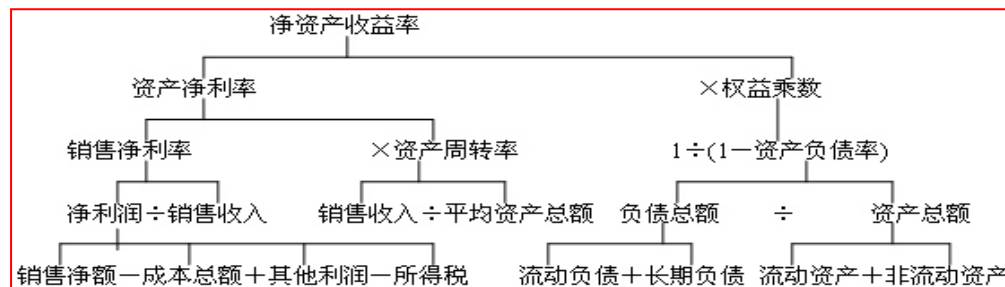 净资产收益率
资产净利率 ×权益乘数
销售净利率 ×资产周转率 1÷(1一资产负债率)
净利润÷销售收入 销售收入÷平均资产总额 负债总额 ÷ 资产总额
销售净额一成本总额+其他利润一所得税 流动负债+长期负债 流动资产+非流动资产